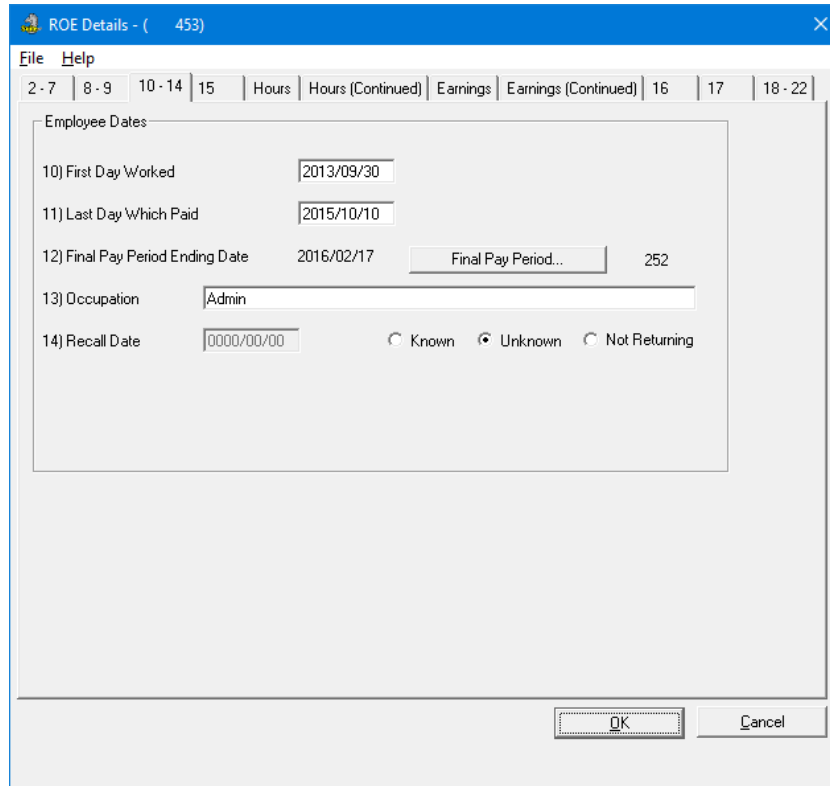 ROE Details - ( 453)
File Help
2 - 7 8 - 9 10 - 14 15 Hours Hours (Continued) Earnings Earnings (Continued) 16 17 18 - 22
Employee Dates
10) First Day Worked 2013/09/30
11) Last Day Which Paid 2015/10/10
12) Final Pay Period Ending Date 2016/02/17 Final Pay Period... 252
13) Occupation Admin
14) Recall Date 0000/00/00 Known Unknown Not Returning
OK Cancel